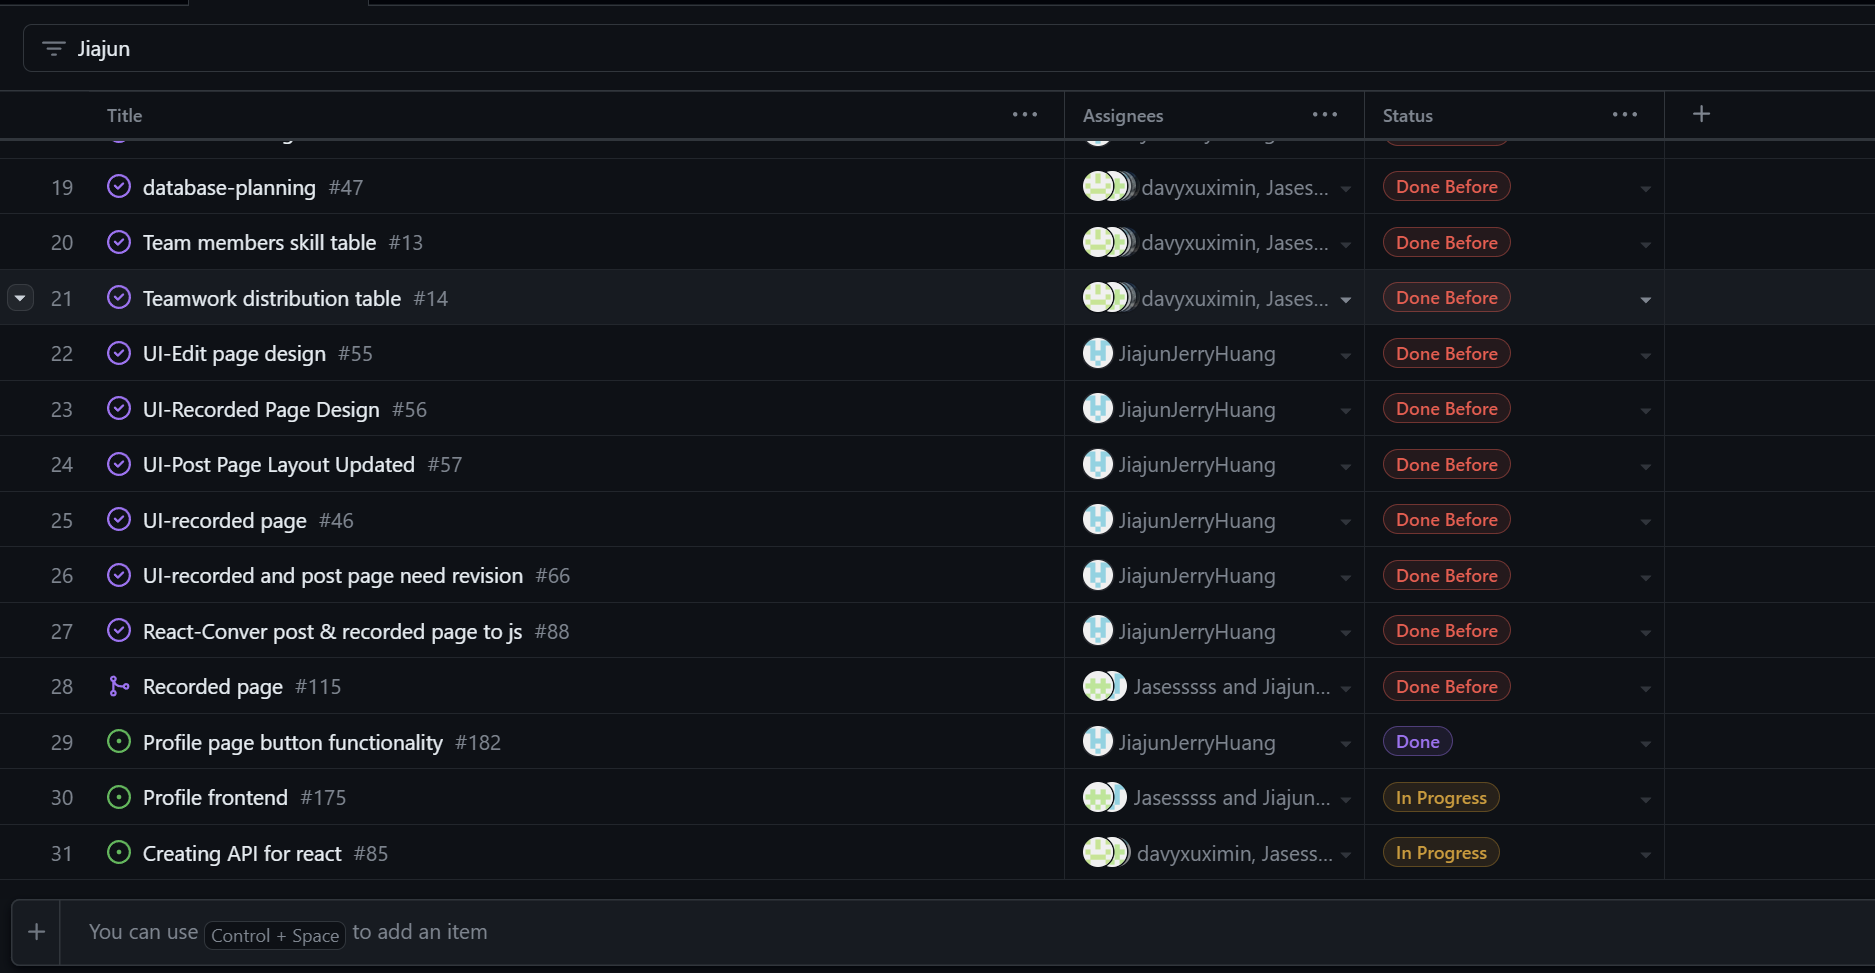 Jiajun
Title ... Assignees ... Status ... +
19 database-planning #47 davyxuximin, Jases... Done Before
20 Team members skill table #13 davyxuximin, Jases... Done Before
21 Teamwork distribution table #14 davyxuximin, Jases... Done Before
22 UI-Edit page design #55 JiajunJerryHuang Done Before
23 UI-Recorded Page Design #56 JiajunJerryHuang Done Before
24 UI-Post Page Layout Updated #57 JiajunJerryHuang Done Before
25 UI-recorded page #46 JiajunJerryHuang Done Before
26 UI-recorded and post page need revision #66 JiajunJerryHuang Done Before
27 React-Conver post & recorded page to js #88 JiajunJerryHuang Done Before
28 Recorded page #115 Jasesssss and Jiajun... Done Before
29 Profile page button functionality #182 JiajunJerryHuang Done
30 Profile frontend #175 Jasesssss and Jiajun... In Progress
31 Creating API for react #85 davyxuximin, Jasess... In Progress
+ You can use Control + Space to add an item